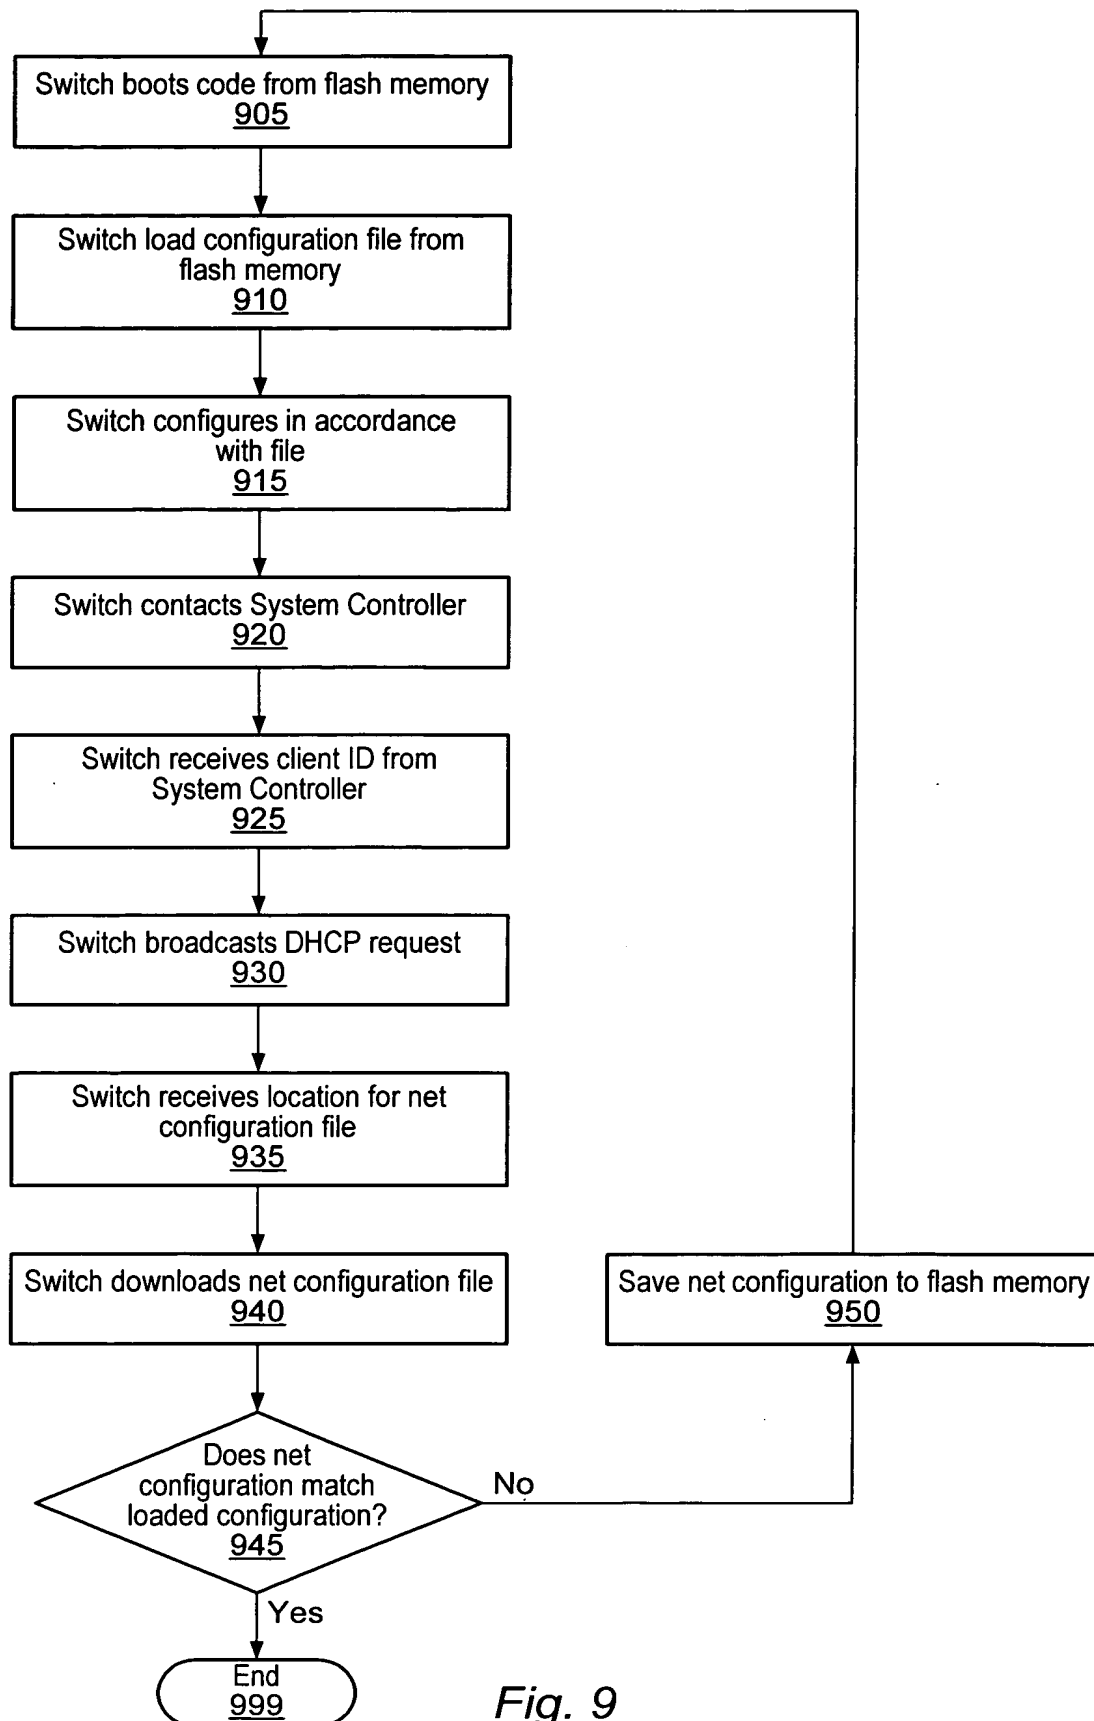 Switch boots code from flash memory
905
Switch load configuration file from
flash memory
910
Switch configures in accordance
with file
915
Switch contacts System Controller
920
Switch receives client ID from
System Controller
925
Switch broadcasts DHCP request
930
Switch receives location for net
configuration file
935
Switch downloads net configuration file
940
Save net configuration to flash memory
950
Does net
configuration match
loaded configuration?
945
No
Yes
End
999
Fig. 9